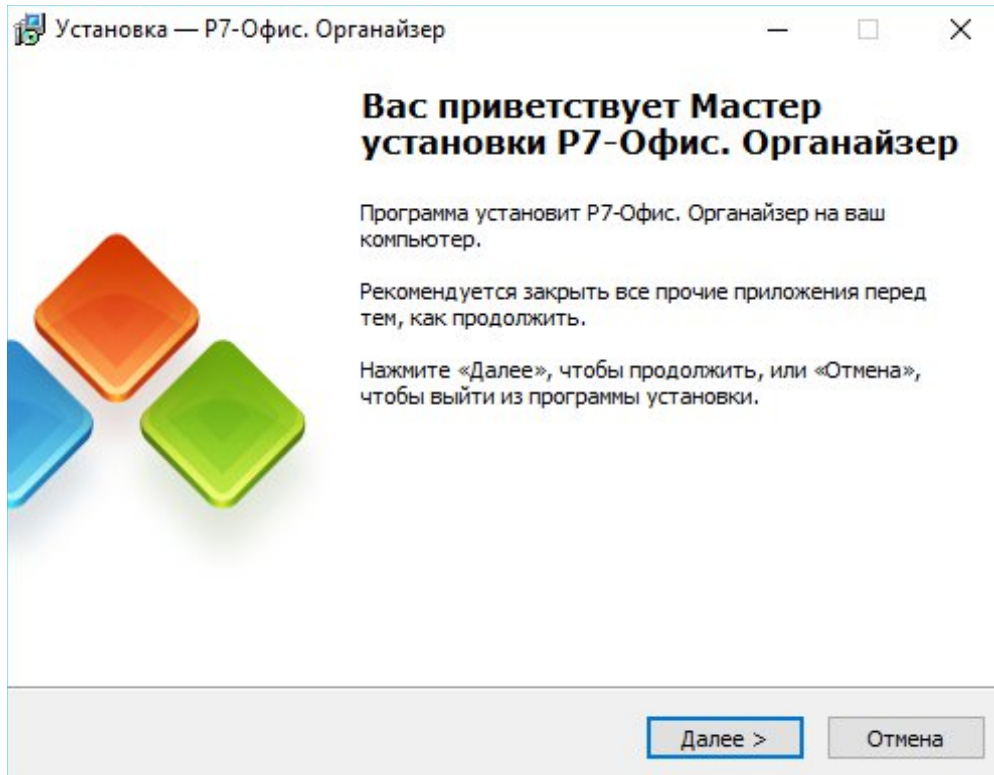 Установка — Р7-Офис. Органайзер
Вас приветствует Мастер
установки Р7-Офис. Органайзер
Программа установит Р7-Офис. Органайзер на ваш
компьютер.
Рекомендуется закрыть все прочие приложения перед
тем, как продолжить.
Нажмите «Далее», чтобы продолжить, или «Отмена»,
чтобы выйти из программы установки.
Далее >
Отмена